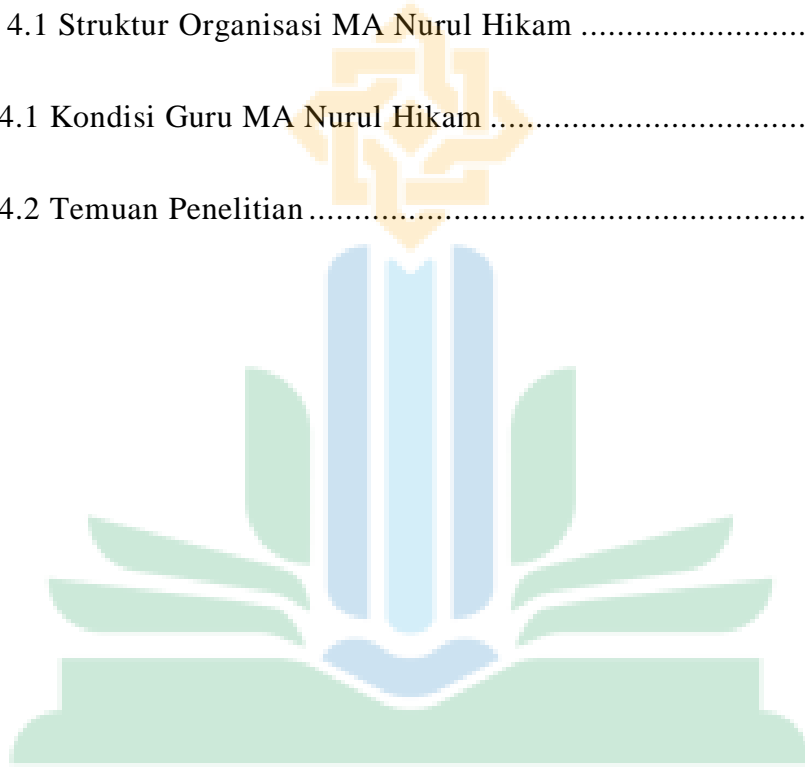 4.1 Struktur Organisasi MA Nurul Hikam ........................
4.1 Kondisi Guru MA Nurul Hikam ..................................
4.2 Temuan Penelitian ......................................................